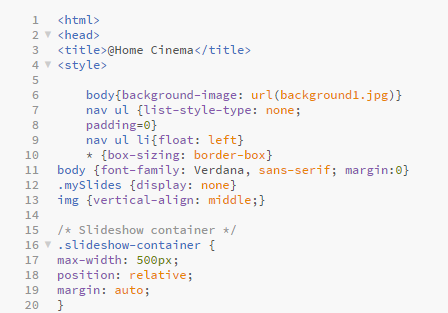 1 <html>
2 <head>
3 <title>@Home Cinema</title>
4 <style>
5
6 body{background-image: url(background1.jpg)}
7 nav ul {list-style-type: none;
8 padding=0}
9 nav ul li{float: left}
10 * {box-sizing: border-box}
11 body {font-family: Verdana, sans-serif; margin:0}
12 .mySlides {display: none}
13 img {vertical-align: middle;}
14
15 /* Slideshow container */
16 .slideshow-container {
17 max-width: 500px;
18 position: relative;
19 margin: auto;
20 }